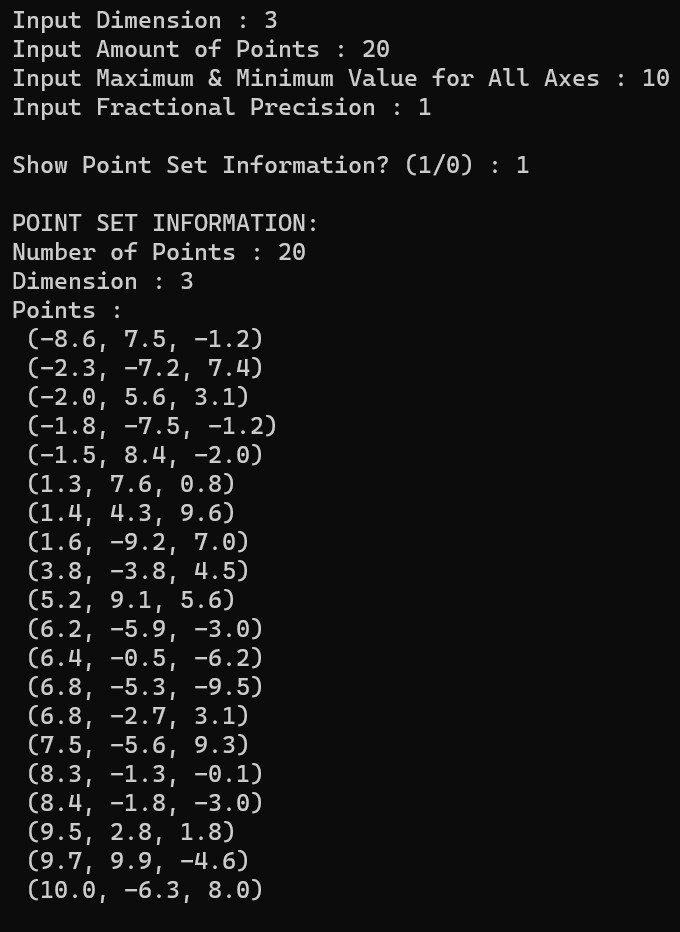 Input Dimension : 3
Input Amount of Points : 20
Input Maximum & Minimum Value for All Axes : 10
Input Fractional Precision : 1
Show Point Set Information? (1/0) : 1
POINT SET INFORMATION:
Number of Points : 20
Dimension : 3
Points :
(-8.6, 7.5, -1.2)
(-2.3, -7.2, 7.4)
(-2.0, 5.6, 3.1)
(-1.8, -7.5, -1.2)
(-1.5, 8.4, -2.0)
(1.3, 7.6, 0.8)
(1.4, 4.3, 9.6)
(1.6, -9.2, 7.0)
(3.8, -3.8, 4.5)
(5.2, 9.1, 5.6)
(6.2, -5.9, -3.0)
(6.4, -0.5, -6.2)
(6.8, -5.3, -9.5)
(6.8, -2.7, 3.1)
(7.5, -5.6, 9.3)
(8.3, -1.3, -0.1)
(8.4, -1.8, -3.0)
(9.5, 2.8, 1.8)
(9.7, 9.9, -4.6)
(10.0, -6.3, 8.0)